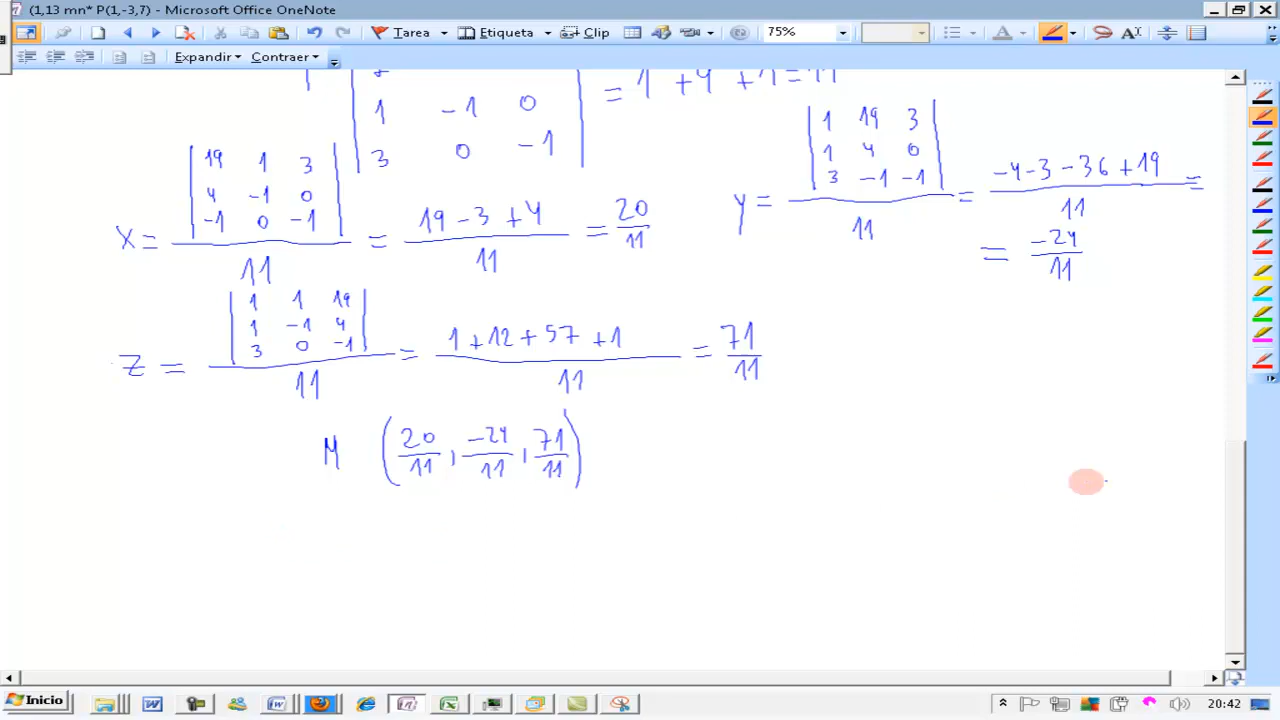 (1,13 mn* P(1,-3,7) - Microsoft Office OneNote
Tarea Etiqueta Clip 75%
Expandir Contraer
= 1 + 4 +
1 -1 0
3 0 -1
x = | 19 1 3 |
| 4 -1 0 |
| -1 0 -1 |
11
= 19 - 3 + 4 / 11 = 20/11
y = | 1 19 3 |
| 1 4 0 |
| 3 -1 -1 |
11
= -4 - 3 - 36 + 19 / 11 =
= -24/11
z = | 1 1 19 |
| 1 -1 4 |
| 3 0 -1 |
11
= 1 + 12 + 57 + 1 / 11 = 71/11
M (20/11, -24/11, 71/11)
Inicio 20:42